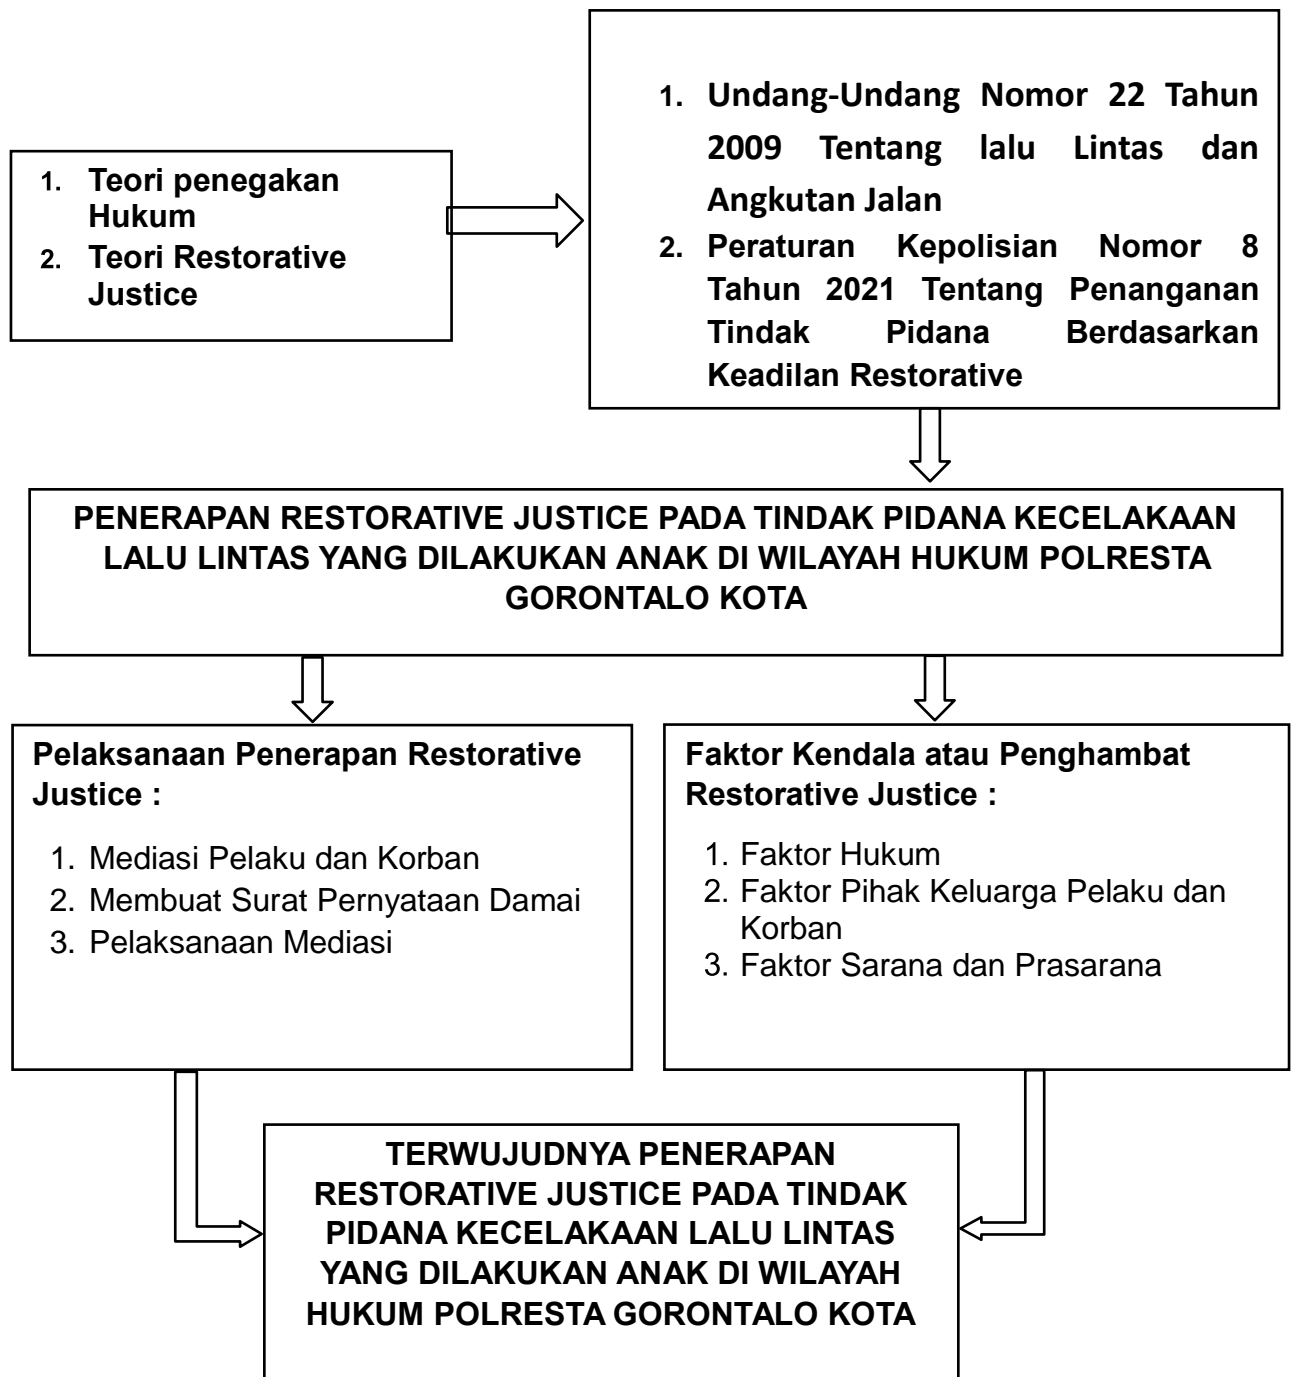 1. Teori penegakan
Hukum
2. Teori Restorative
Justice
1. Undang-Undang Nomor 22 Tahun
2009 Tentang lalu Lintas dan
Angkutan Jalan
2. Peraturan Kepolisian Nomor 8
Tahun 2021 Tentang Penanganan
Tindak Pidana Berdasarkan
Keadilan Restorative
PENERAPAN RESTORATIVE JUSTICE PADA TINDAK PIDANA KECELAKAAN
LALU LINTAS YANG DILAKUKAN ANAK DI WILAYAH HUKUM POLRESTA
GORONTALO KOTA
Pelaksanaan Penerapan Restorative
Justice :
1. Mediasi Pelaku dan Korban
2. Membuat Surat Pernyataan Damai
3. Pelaksanaan Mediasi
Faktor Kendala atau Penghambat
Restorative Justice :
1. Faktor Hukum
2. Faktor Pihak Keluarga Pelaku dan
Korban
3. Faktor Sarana dan Prasarana
TERWUJUDNYA PENERAPAN
RESTORATIVE JUSTICE PADA TINDAK
PIDANA KECELAKAAN LALU LINTAS
YANG DILAKUKAN ANAK DI WILAYAH
HUKUM POLRESTA GORONTALO KOTA